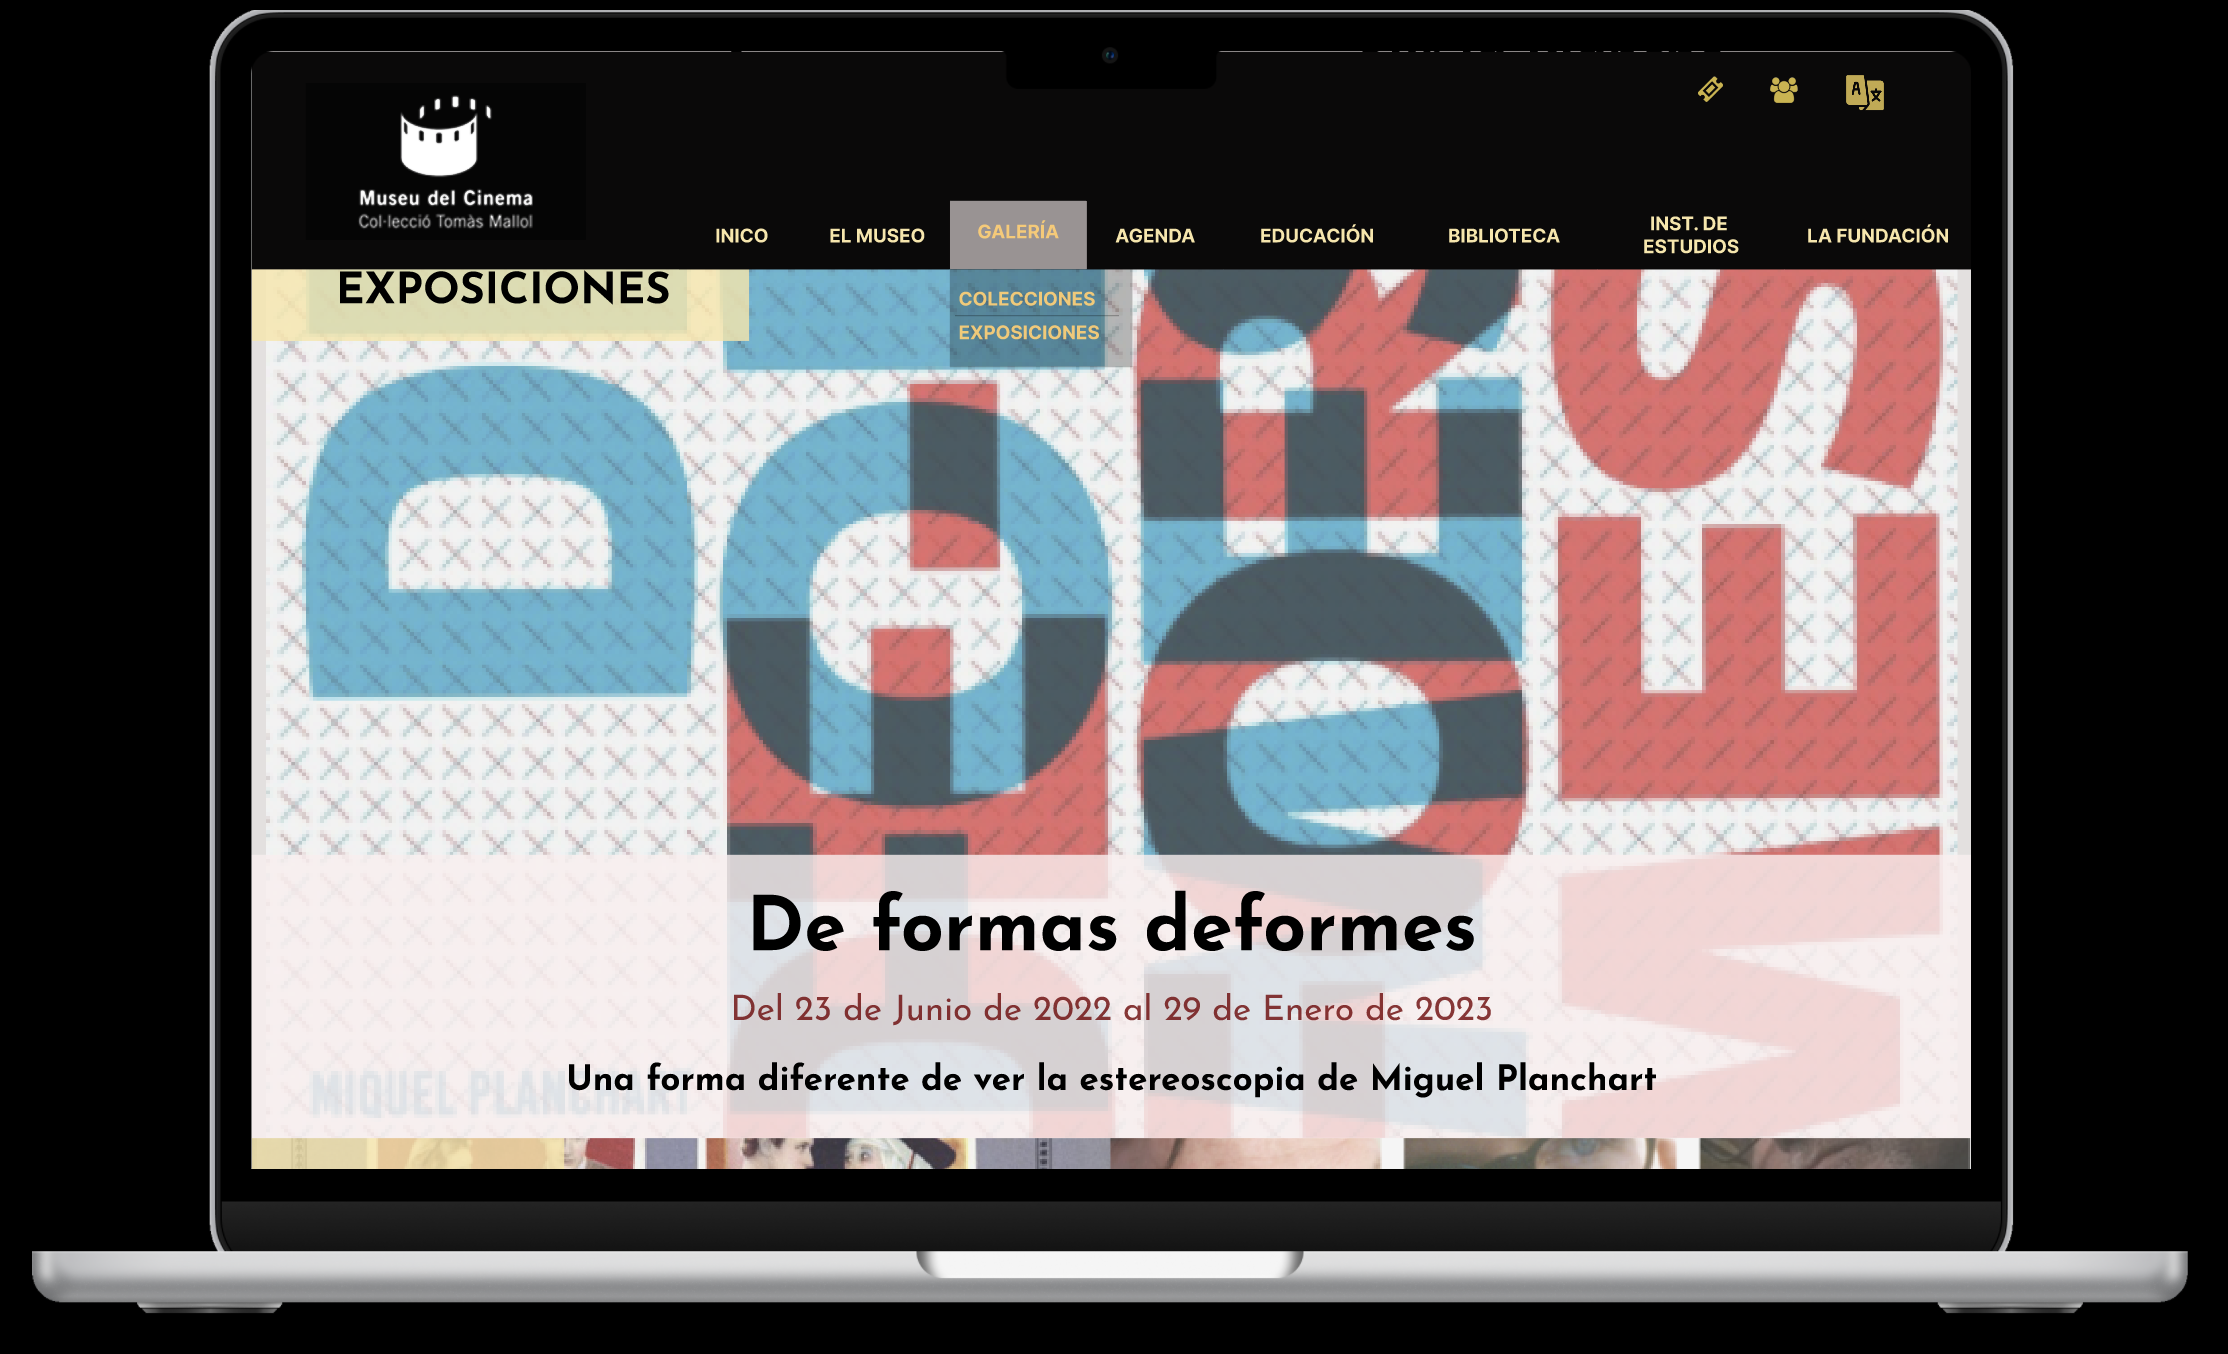 Museu del Cinema
Col·lecció Tomàs Mallol
INICO
EL MUSEO
GALERÍA
AGENDA
EDUCACIÓN
BIBLIOTECA
INST. DE
ESTUDIOS
LA FUNDACIÓN
COLECCIONES
EXPOSICIONES
EXPOSICIONES
De formas deformes
Del 23 de Junio de 2022 al 29 de Enero de 2023
Una forma diferente de ver la estereoscopia de Miguel Planchart
MIQUEL PLANCHART